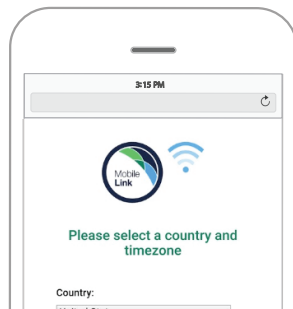 3:15 PM
Mobile
Link
Please select a country and
timezone
Country: